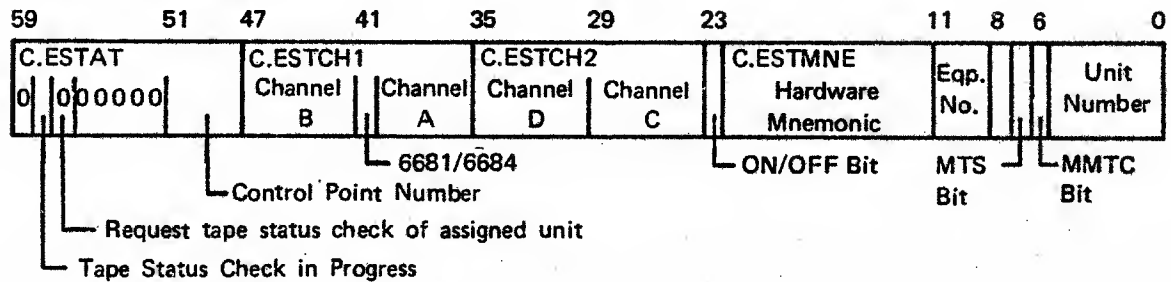 59 51 47 41 35 29 23 11 8 6 0
C.ESTAT C.ESTCH1 C.ESTCH2 C.ESTMNE
0 000000 Channel B Channel A Channel D Channel C Hardware Mnemonic Eqp. No. Unit Number
6681/6684 ON/OFF Bit MTS Bit MMTC Bit
Control Point Number
Request tape status check of assigned unit
Tape Status Check in Progress